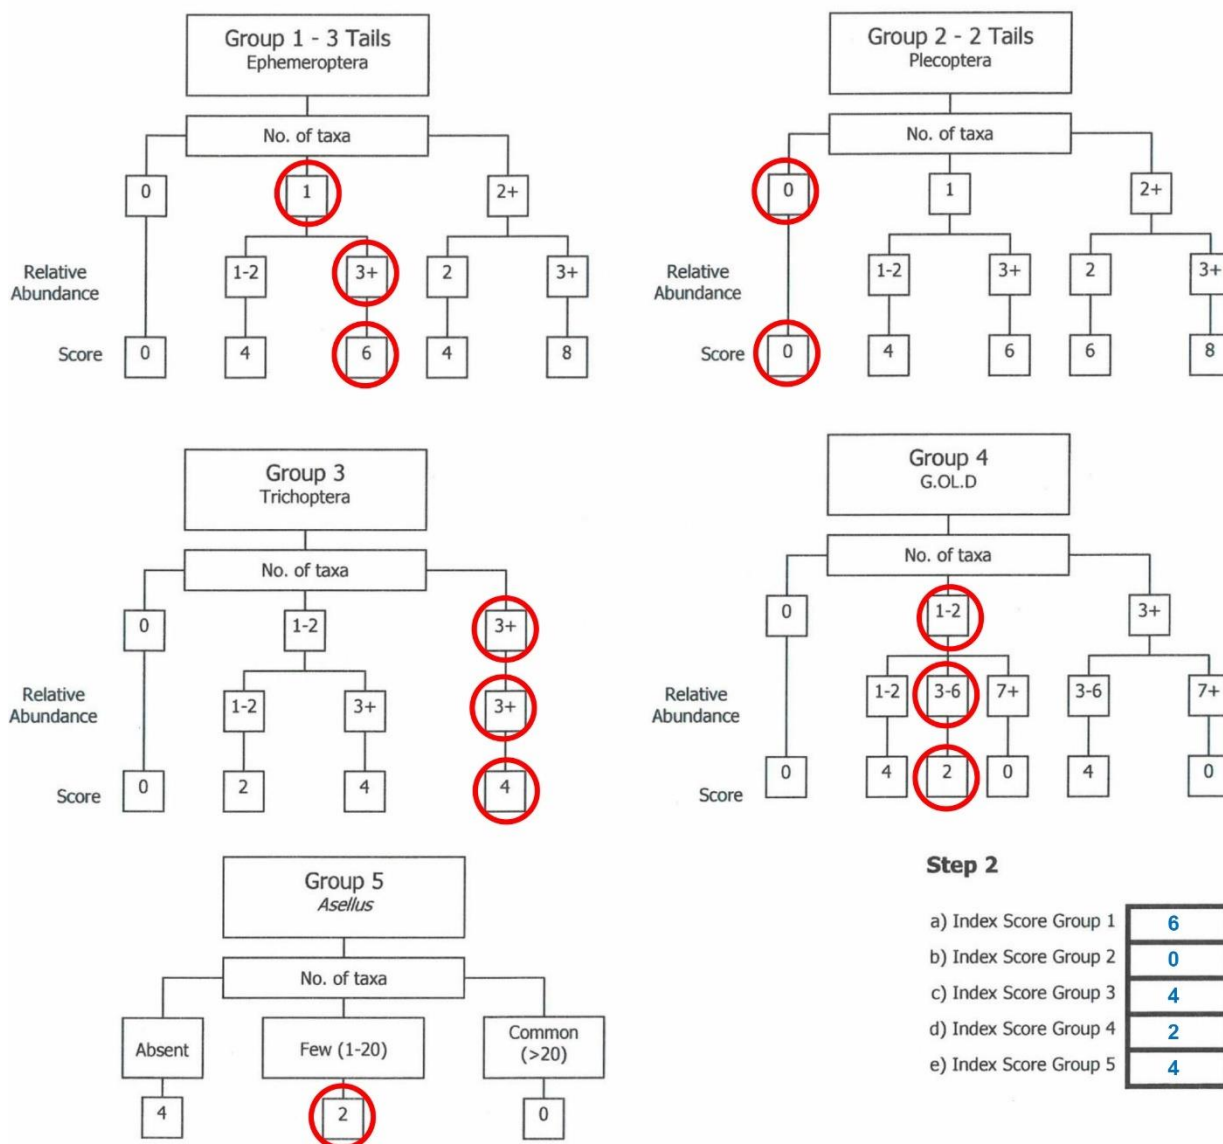 Group 1 - 3 Tails
Ephemeroptera
No. of taxa
0
1
2+
Relative
Abundance
1-2
3+
2
3+
Score
0
4
6
4
8
Group 2 - 2 Tails
Plecoptera
No. of taxa
0
1
2+
Relative
Abundance
1-2
3+
2
3+
Score
0
4
6
6
8
Group 3
Trichoptera
No. of taxa
0
1-2
3+
Relative
Abundance
1-2
3+
3+
Score
0
2
4
4
Group 4
G.OL.D
No. of taxa
0
1-2
3+
Relative
Abundance
1-2
3-6
7+
3-6
7+
Score
0
4
2
0
4
0
Group 5
Asellus
No. of taxa
Absent
Few (1-20)
Common
(>20)
4
2
0
Step 2
a) Index Score Group 1 6
b) Index Score Group 2 0
c) Index Score Group 3 4
d) Index Score Group 4 2
e) Index Score Group 5 4